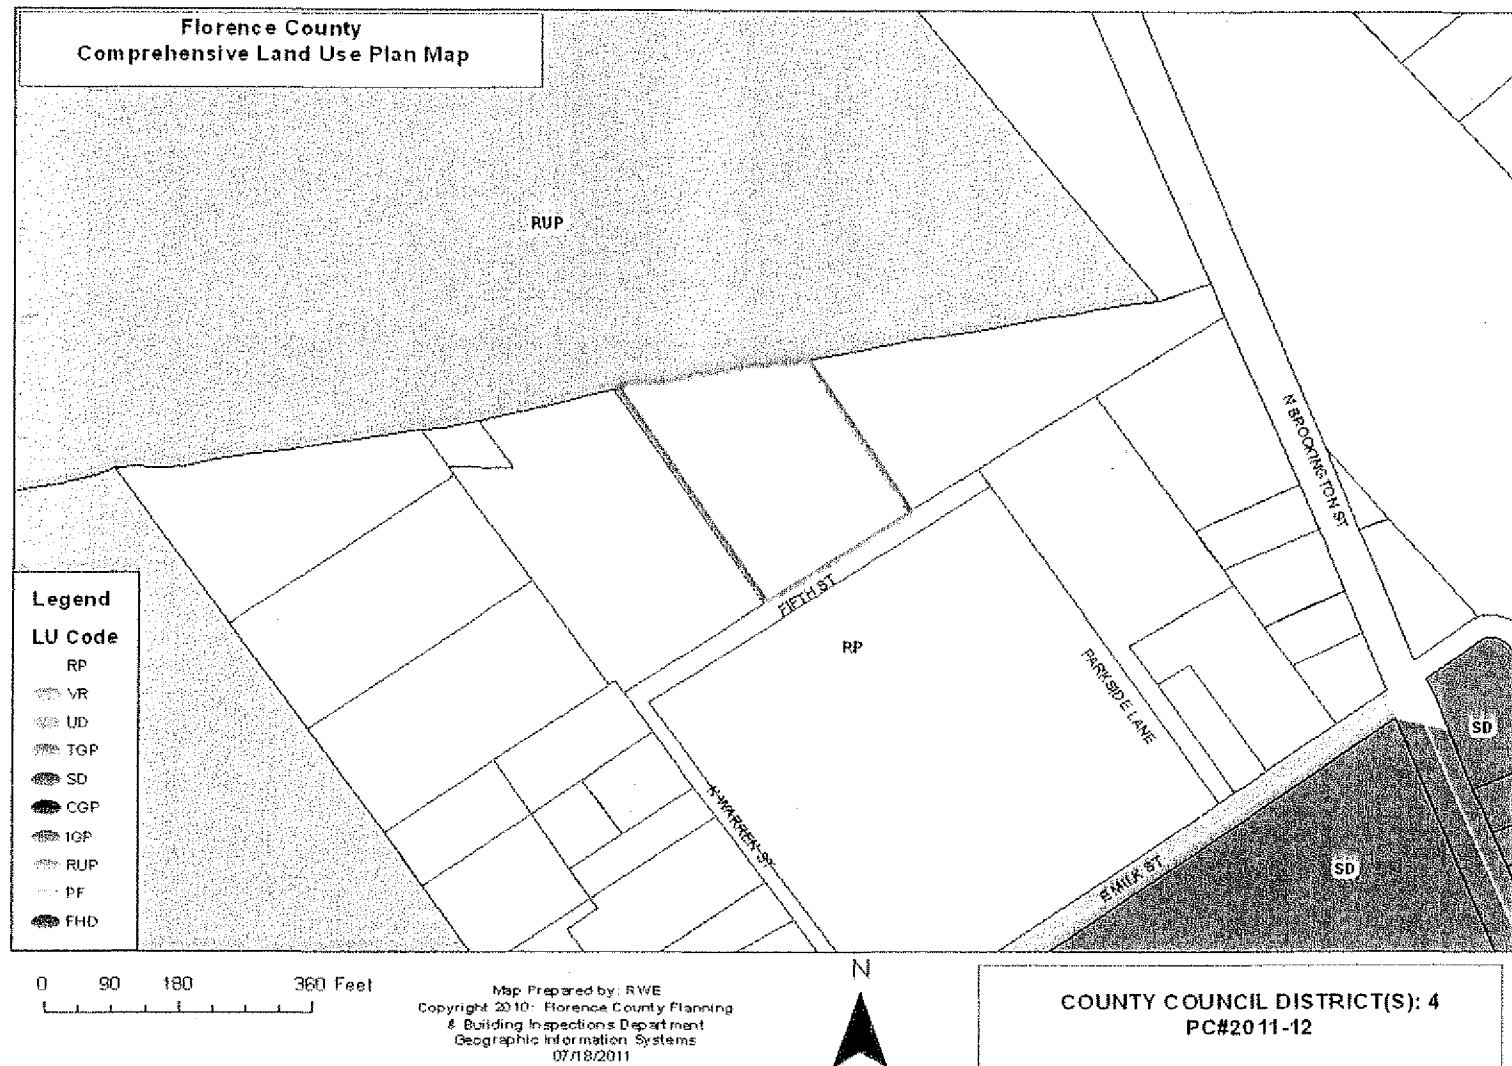 Florence County
Comprehensive Land Use Plan Map
RUP
N BROCKINGTON ST
FIFTH ST
RP
PARKSIDE LANE
SD
N WARREN ST
SD
E MILK ST
Legend
LU Code
RP
VR
UD
TGP
SD
CGP
IGP
RUP
PF
FHD
0 90 180 360 Feet
Map Prepared by: RWE
Copyright 2010: Florence County Planning
& Building Inspections Department
Geographic Information Systems
07/18/2011
N
COUNTY COUNCIL DISTRICT(S): 4
PC#2011-12